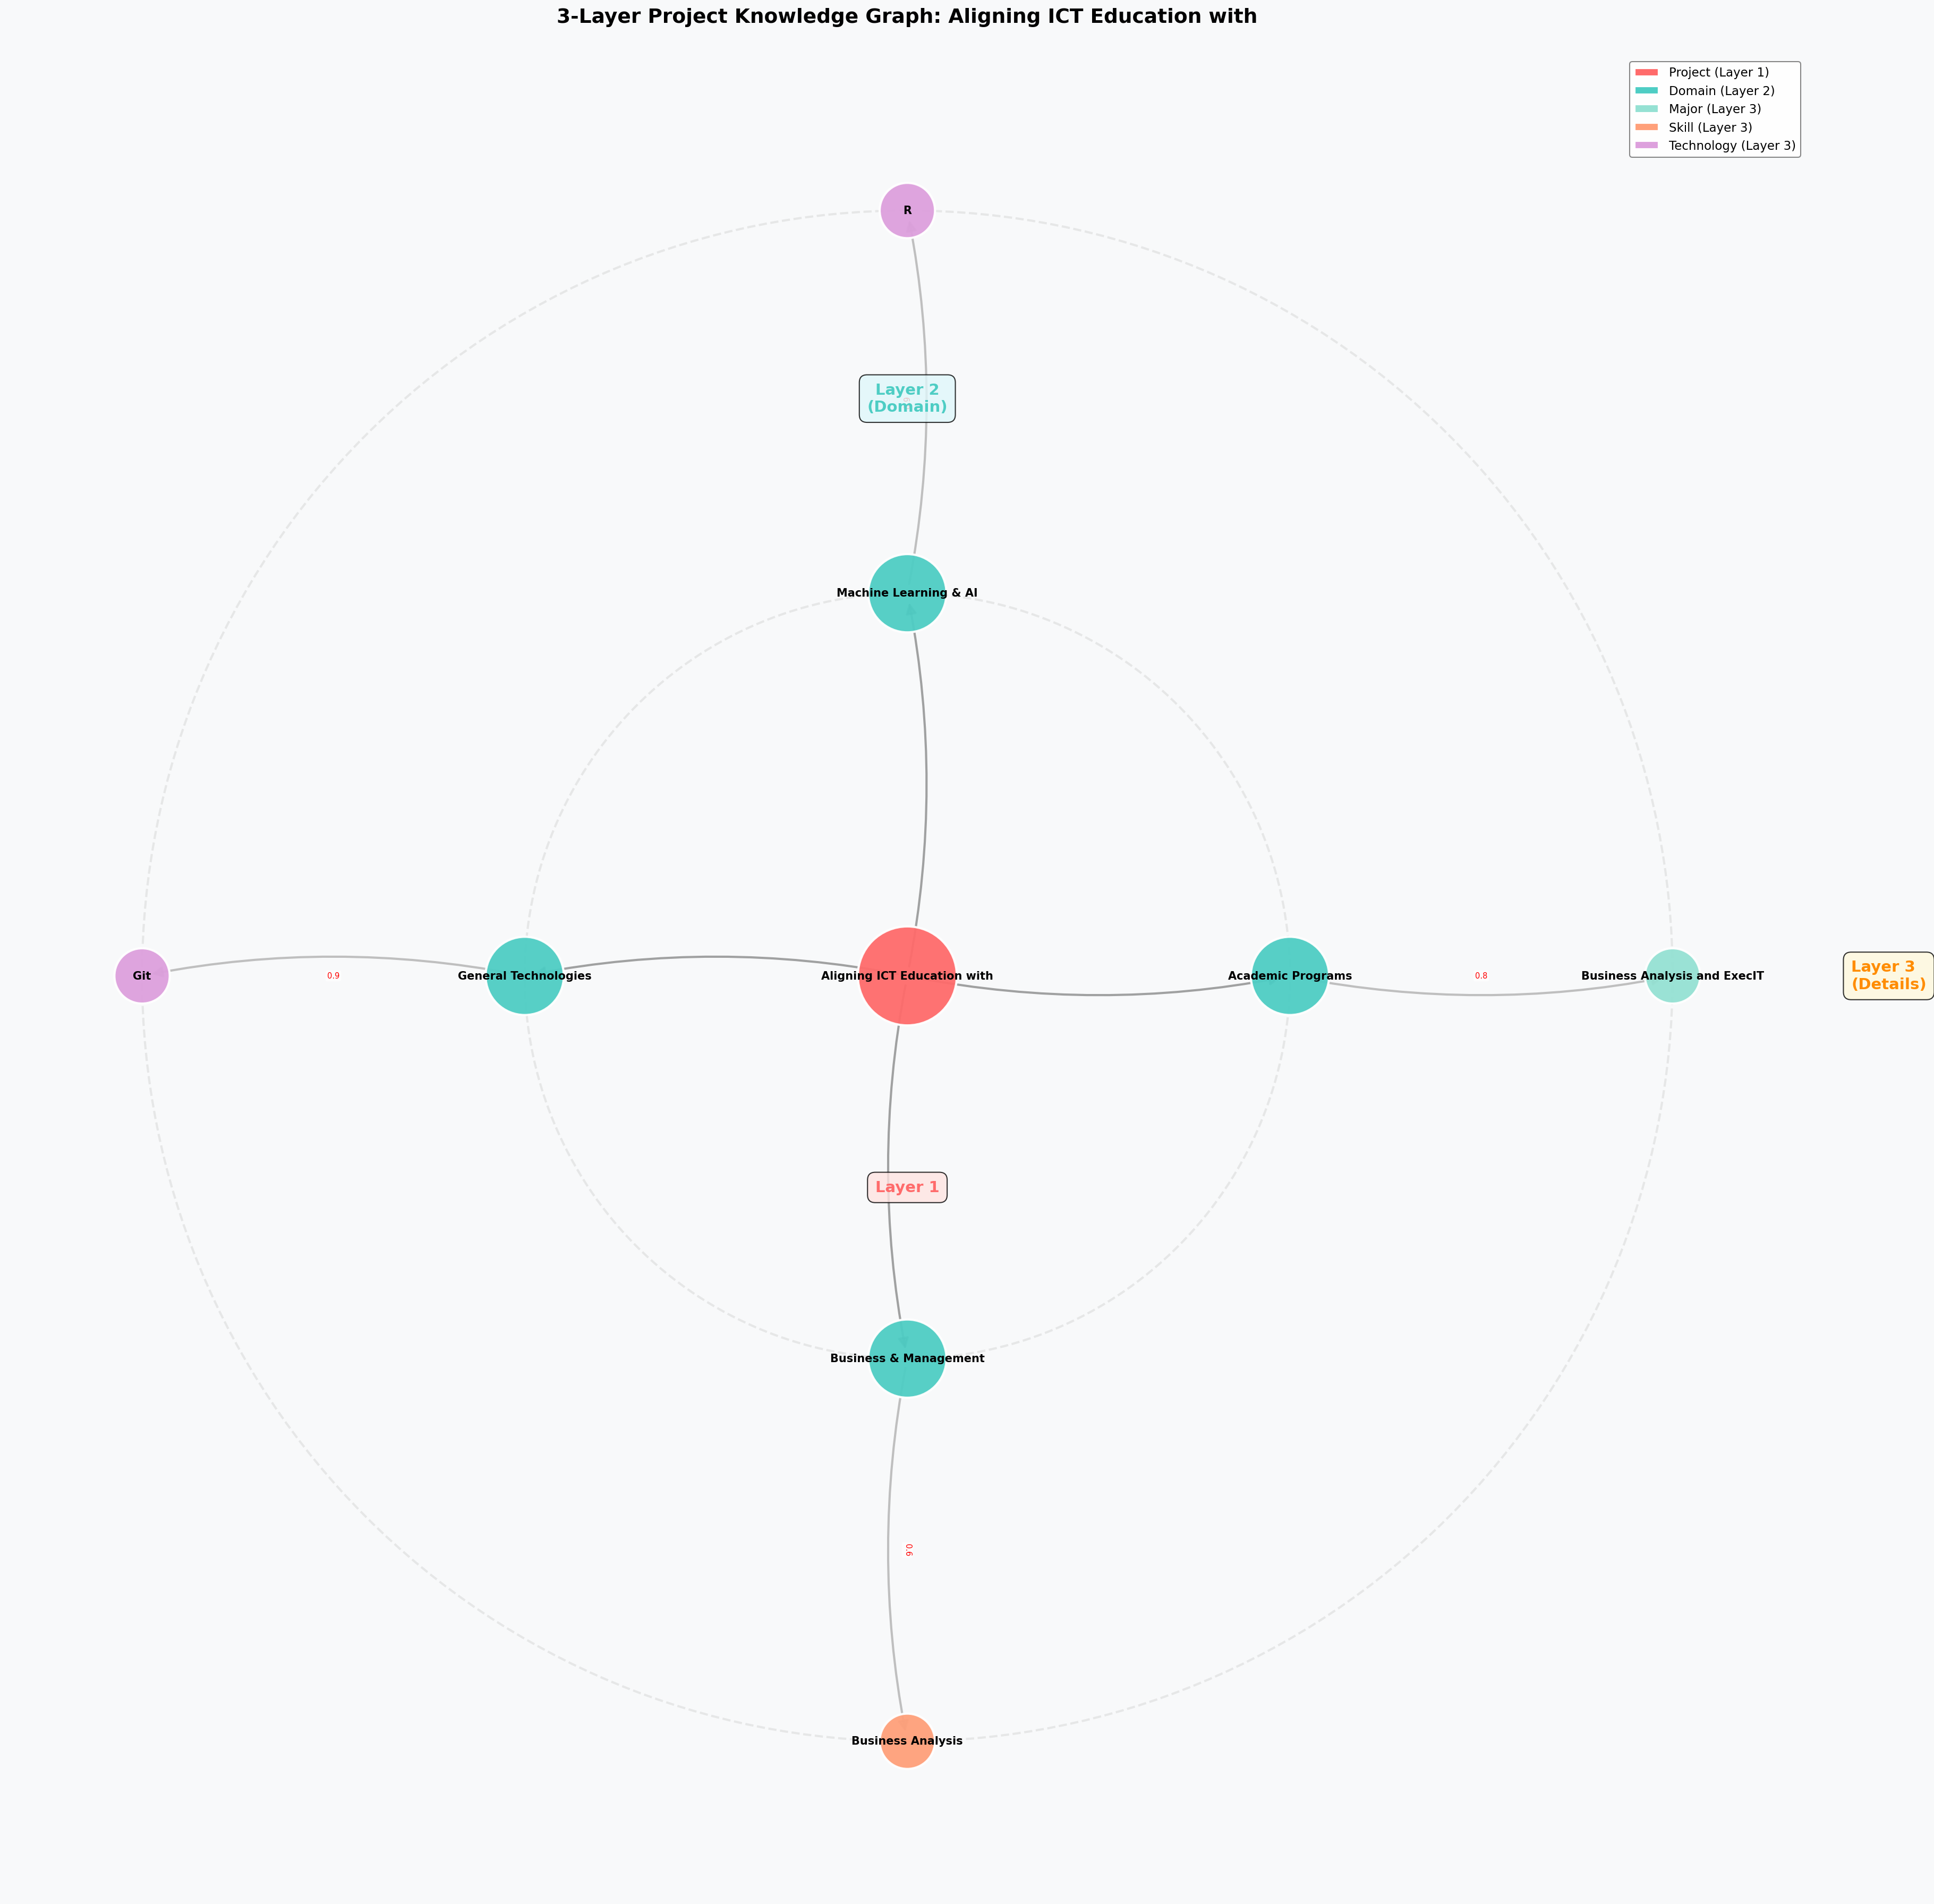 3-Layer Project Knowledge Graph: Aligning ICT Education with
Project (Layer 1)
Domain (Layer 2)
Major (Layer 3)
Skill (Layer 3)
Technology (Layer 3)
R
Layer 2
(Domain)
Machine Learning & AI
Git
0.9
General Technologies
Aligning ICT Education with
Academic Programs
0.8
Business Analysis and ExecIT
Layer 3
(Details)
Layer 1
Business & Management
0.6
Business Analysis